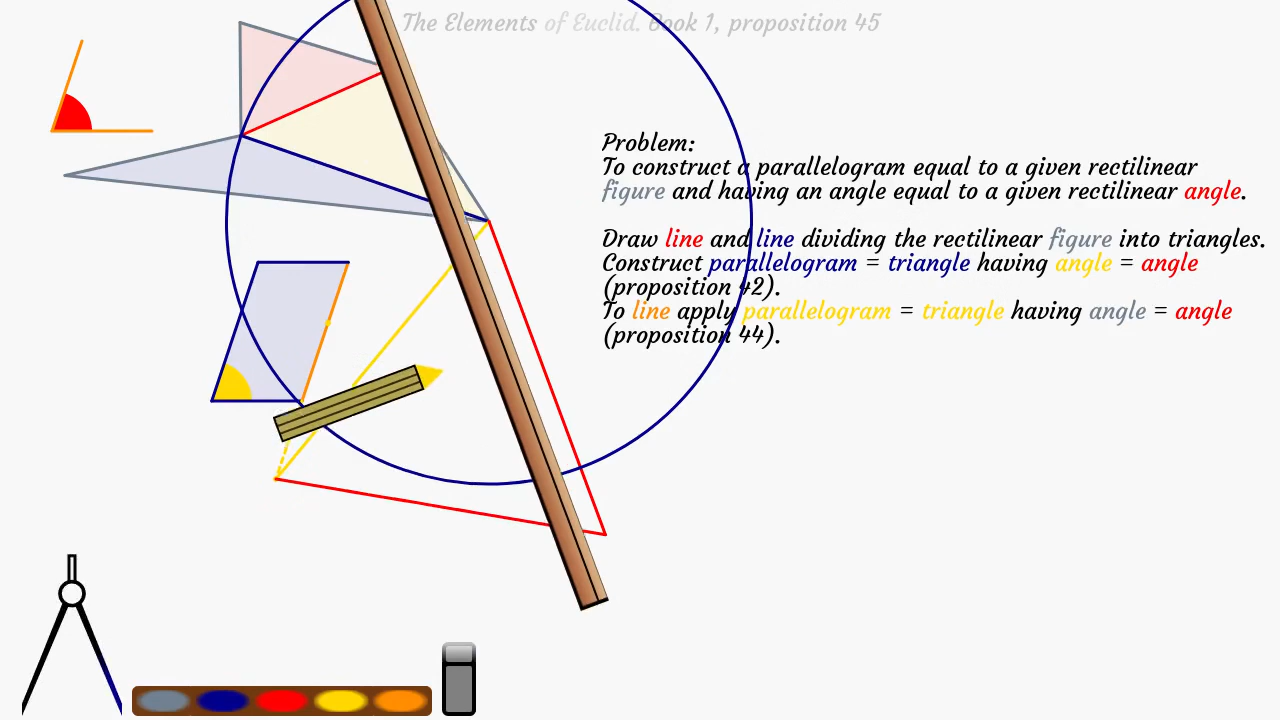 The Elements of Euclid. Book 1, proposition 45
Problem:
To construct a parallelogram equal to a given rectilinear
figure and having an angle equal to a given rectilinear angle.
Draw line and line dividing the rectilinear figure into triangles.
Construct parallelogram = triangle having angle = angle
(proposition 42).
To line apply parallelogram = triangle having angle = angle
(proposition 44).